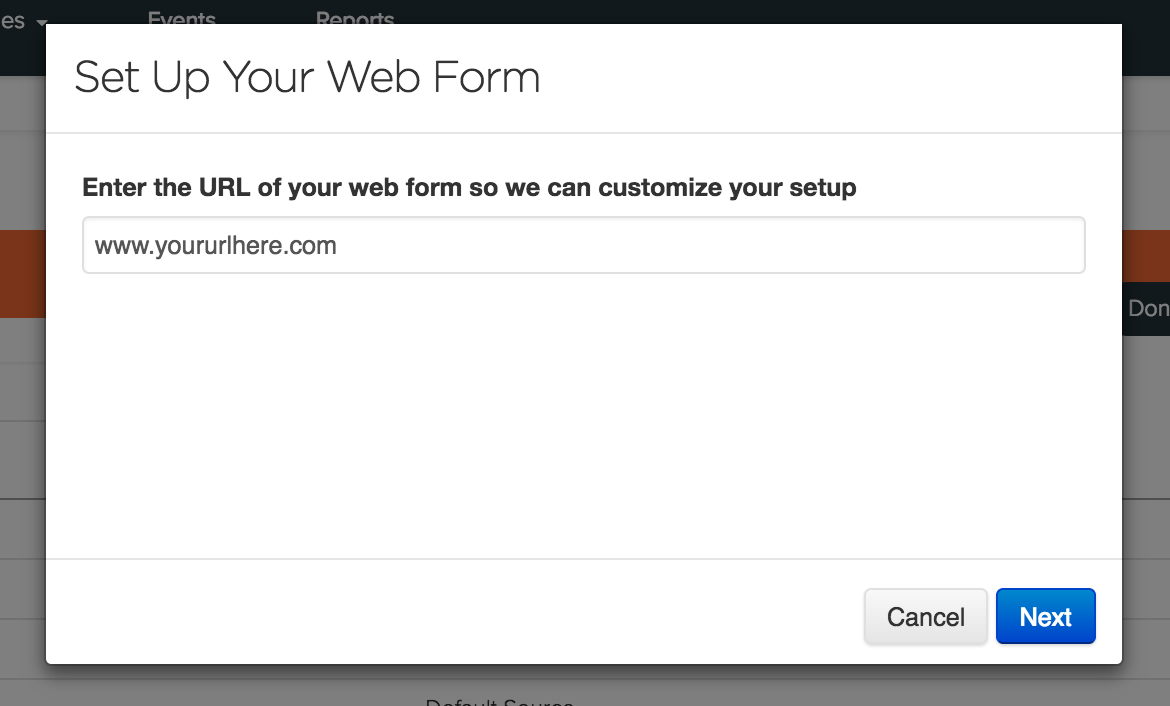 es Events Reports
Set Up Your Web Form
Enter the URL of your web form so we can customize your setup
www.yoururlhere.com
Don
Cancel Next
Default Source